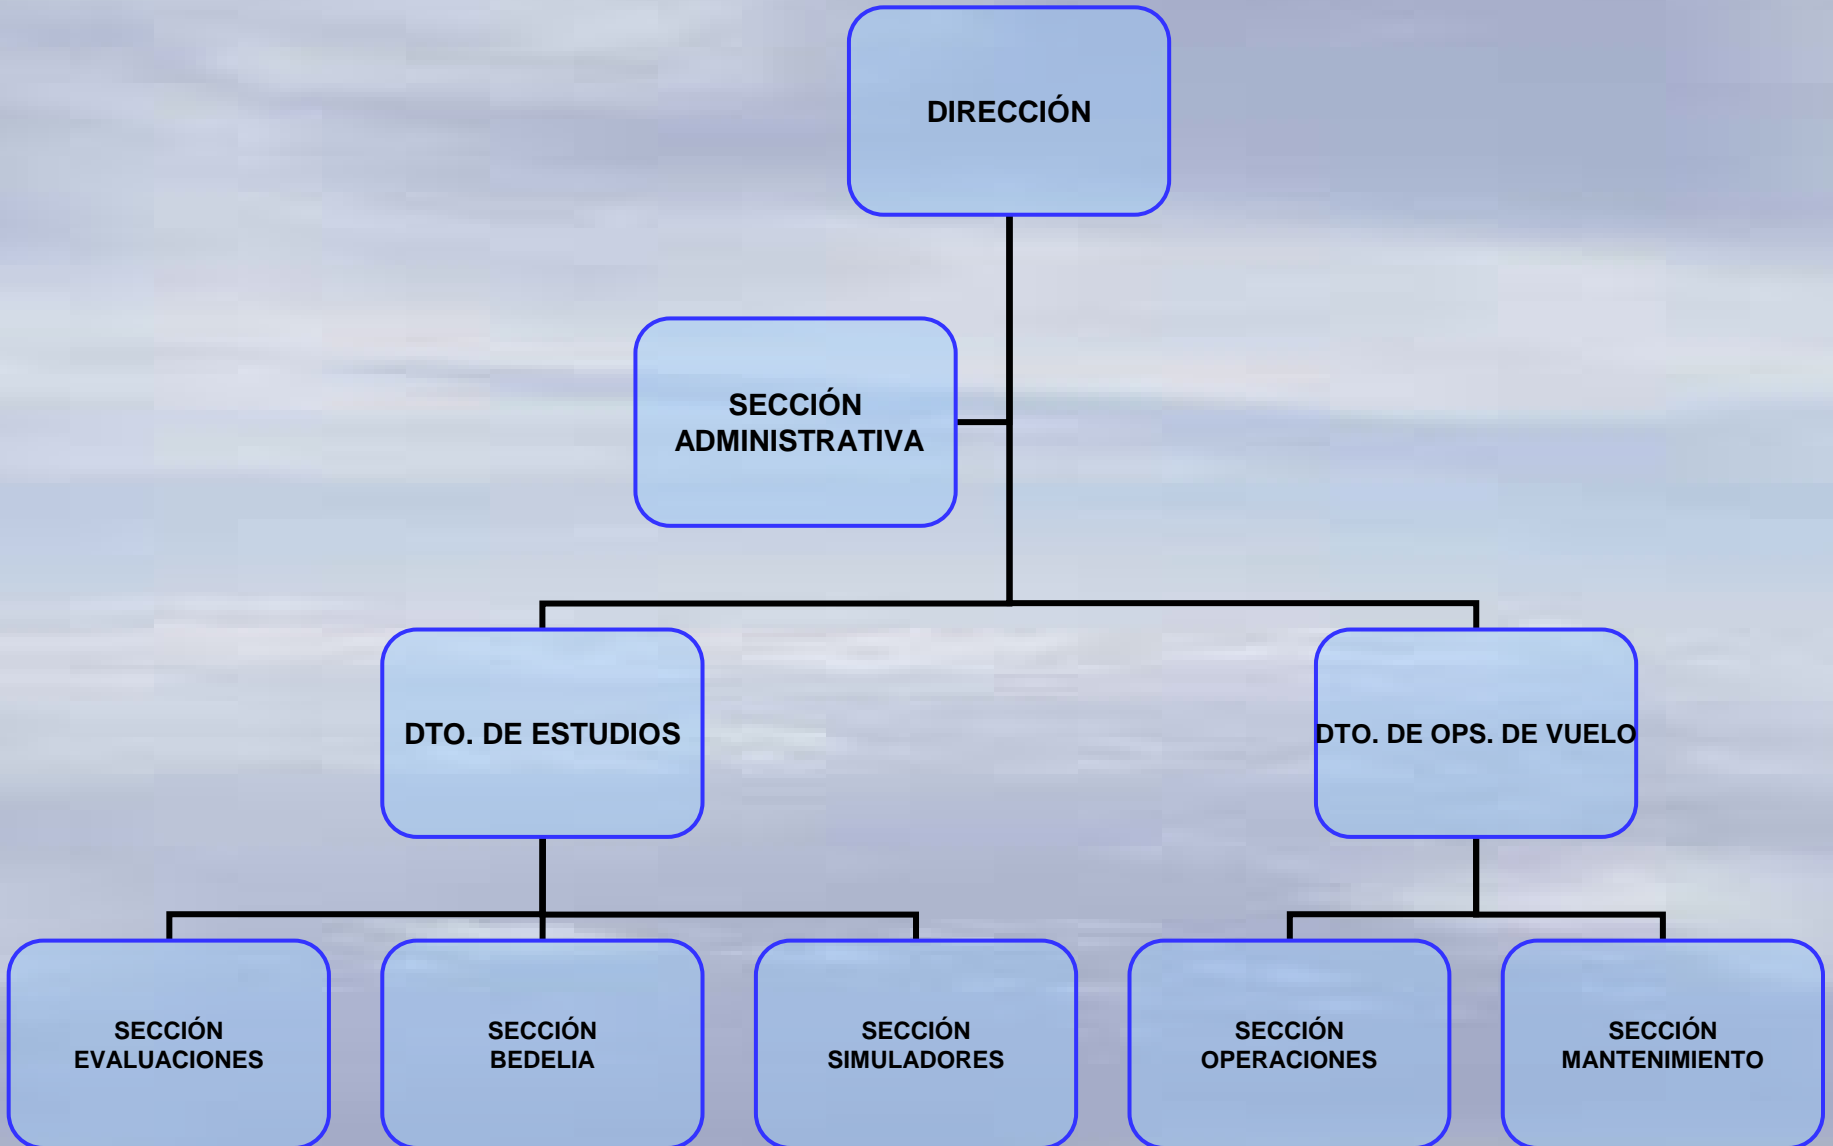 DIRECCIÓN
SECCIÓN
ADMINISTRATIVA
DTO. DE ESTUDIOS
DTO. DE OPS. DE VUELO
SECCIÓN
EVALUACIONES
SECCIÓN
BEDELIA
SECCIÓN
SIMULADORES
SECCIÓN
OPERACIONES
SECCIÓN
MANTENIMIENTO